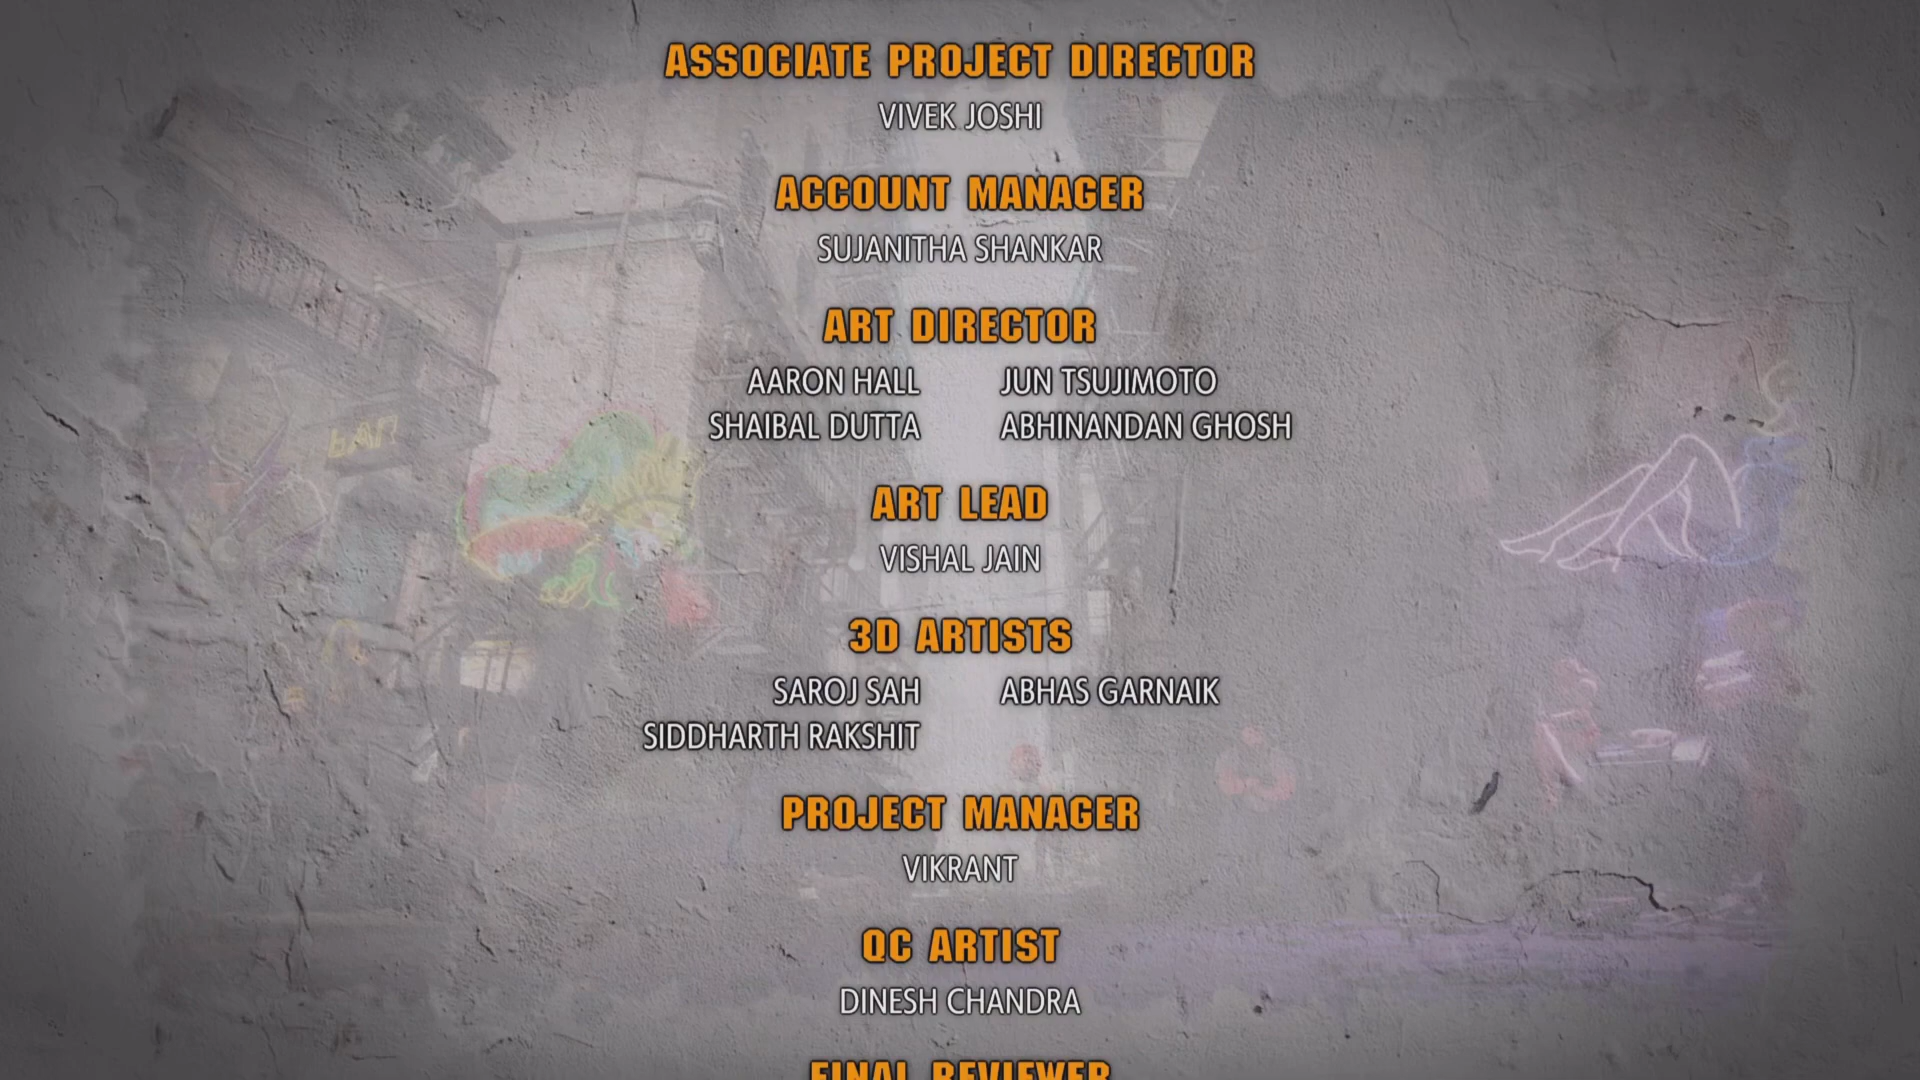 ASSOCIATE PROJECT DIRECTOR
VIVEK JOSHI
ACCOUNT MANAGER
SUJANITHA SHANKAR
ART DIRECTOR
AARON HALL JUN TSUJIMOTO
SHAIBAL DUTTA ABHINANDAN GHOSH
ART LEAD
VISHAL JAIN
3D ARTISTS
SAROJ SAH ABHAS GARNAIK
SIDDHARTH RAKSHIT
PROJECT MANAGER
VIKRANT
QC ARTIST
DINESH CHANDRA
FINAL REVIEWER